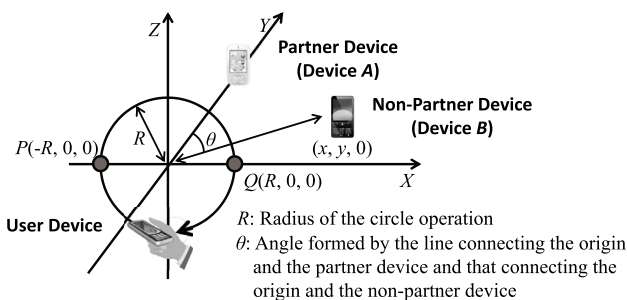 Z
Y
Partner Device
(Device A)
Non-Partner Device
(Device B)
R
θ
P(-R, 0, 0)
(x, y, 0)
Q(R, 0, 0)
X
User Device
R: Radius of the circle operation
θ: Angle formed by the line connecting the origin
and the partner device and that connecting the
origin and the non-partner device